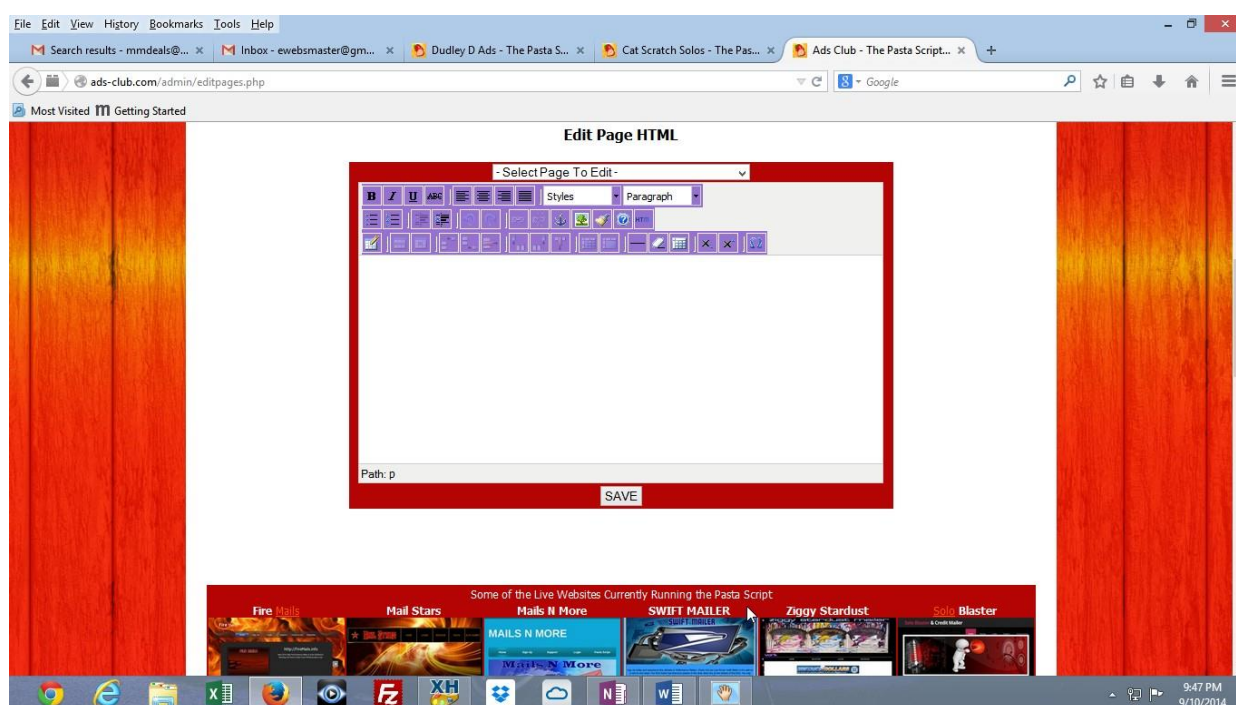 File Edit View History Bookmarks Tools Help
Search results - mmdeals@... Inbox - ewebsmaster@gm... Dudley D Ads - The Pasta S... Cat Scratch Solos - The Pas... Ads Club - The Pasta Script...
ads-club.com/admin/editpages.php Google
Most Visited Getting Started
Edit Page HTML
- Select Page To Edit -
B I U ABC Styles Paragraph
HTML
Path: p
SAVE
Some of the Live Websites Currently Running the Pasta Script
Fire Mails Mail Stars Mails N More SWIFT MAILER Ziggy Stardust Solo Blaster
MAILS N MORE
Mails N More
SWIFT MAILER
9:47 PM
9/10/2014